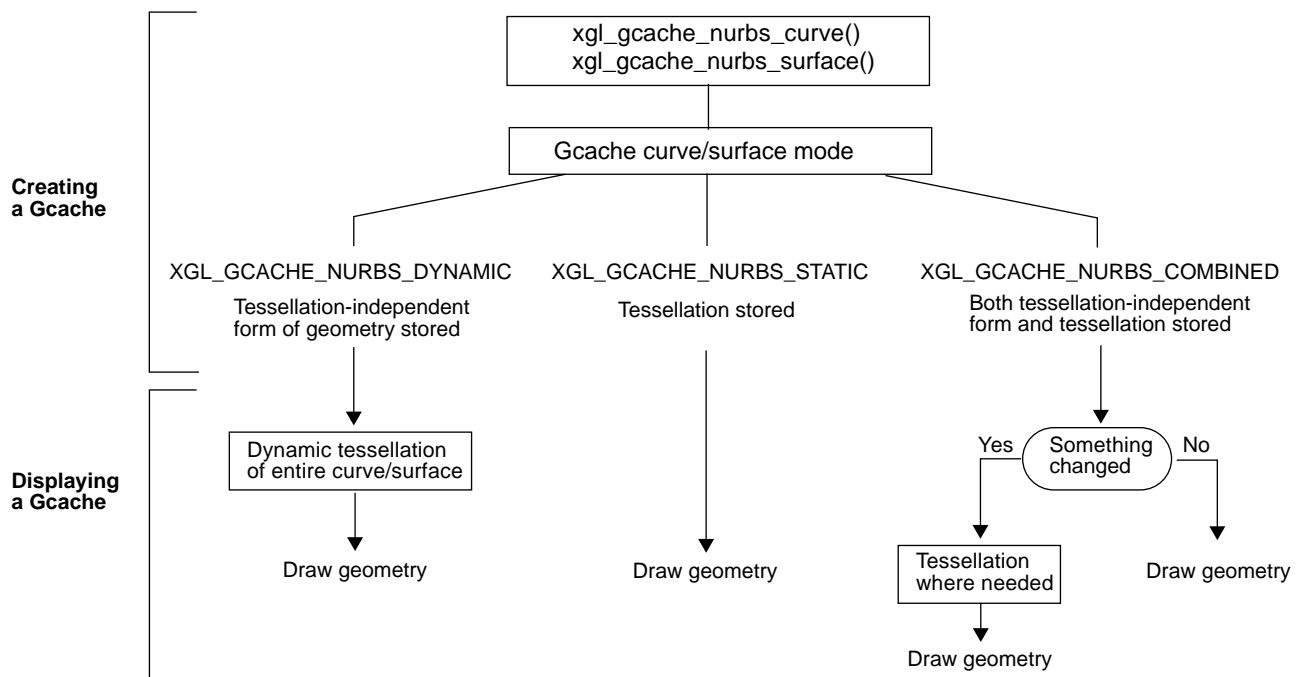 xgl_gcache_nurbs_curve()
xgl_gcache_nurbs_surface()
Gcache curve/surface mode
Creating
a Gcache
XGL_GCACHE_NURBS_DYNAMIC
Tessellation-independent
form of geometry stored
XGL_GCACHE_NURBS_STATIC
Tessellation stored
XGL_GCACHE_NURBS_COMBINED
Both tessellation-independent
form and tessellation stored
Displaying
a Gcache
Dynamic tessellation
of entire curve/surface
Draw geometry
Draw geometry
Yes
Something
changed
No
Tessellation
where needed
Draw geometry
Draw geometry